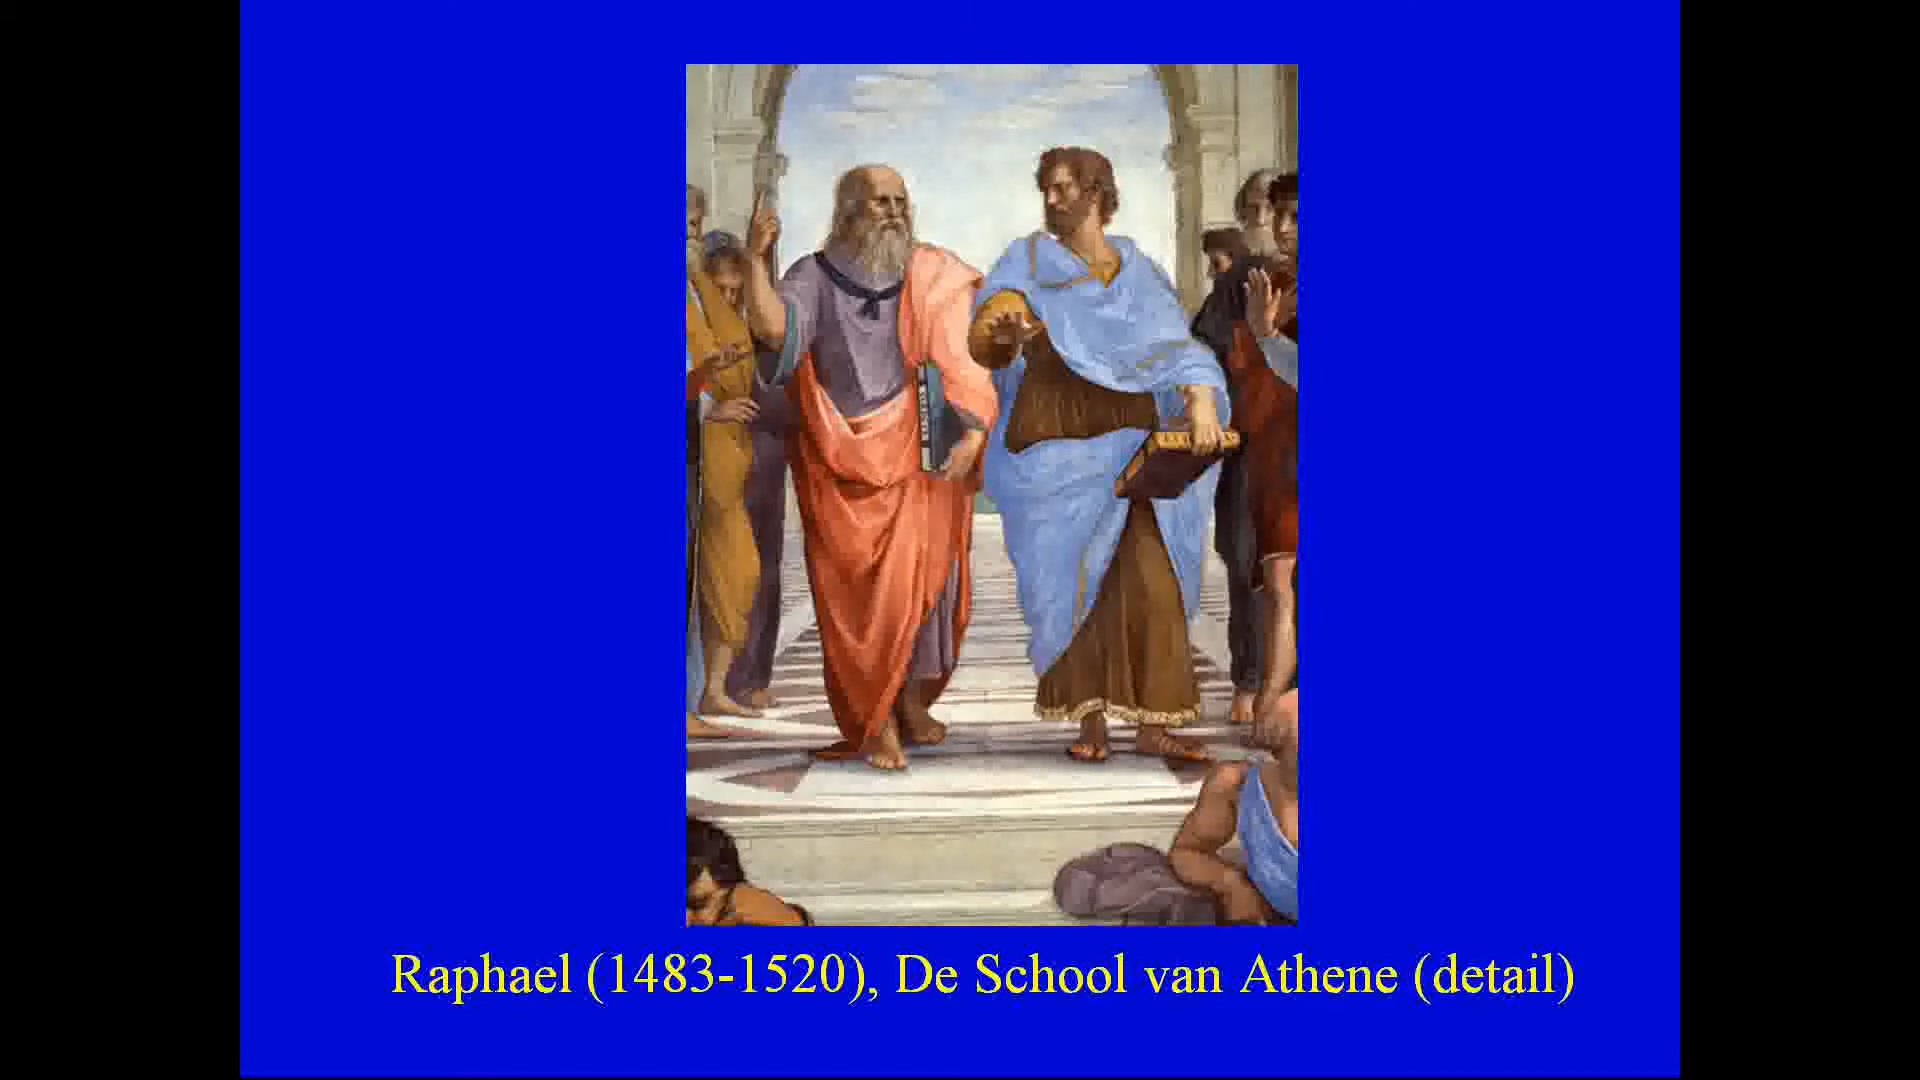 Raphael (1483-1520), De School van Athene (detail)